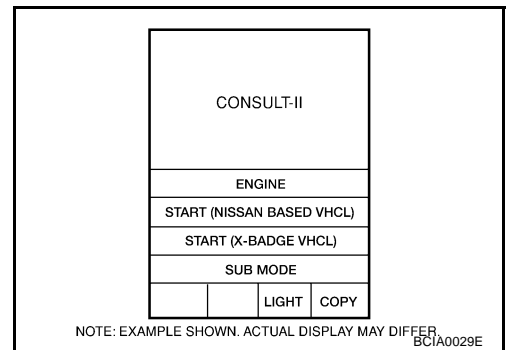 CONSULT-II
ENGINE
START (NISSAN BASED VHCL)
START (X-BADGE VHCL)
SUB MODE
LIGHT COPY
NOTE: EXAMPLE SHOWN. ACTUAL DISPLAY MAY DIFFER.
BCIA0029E